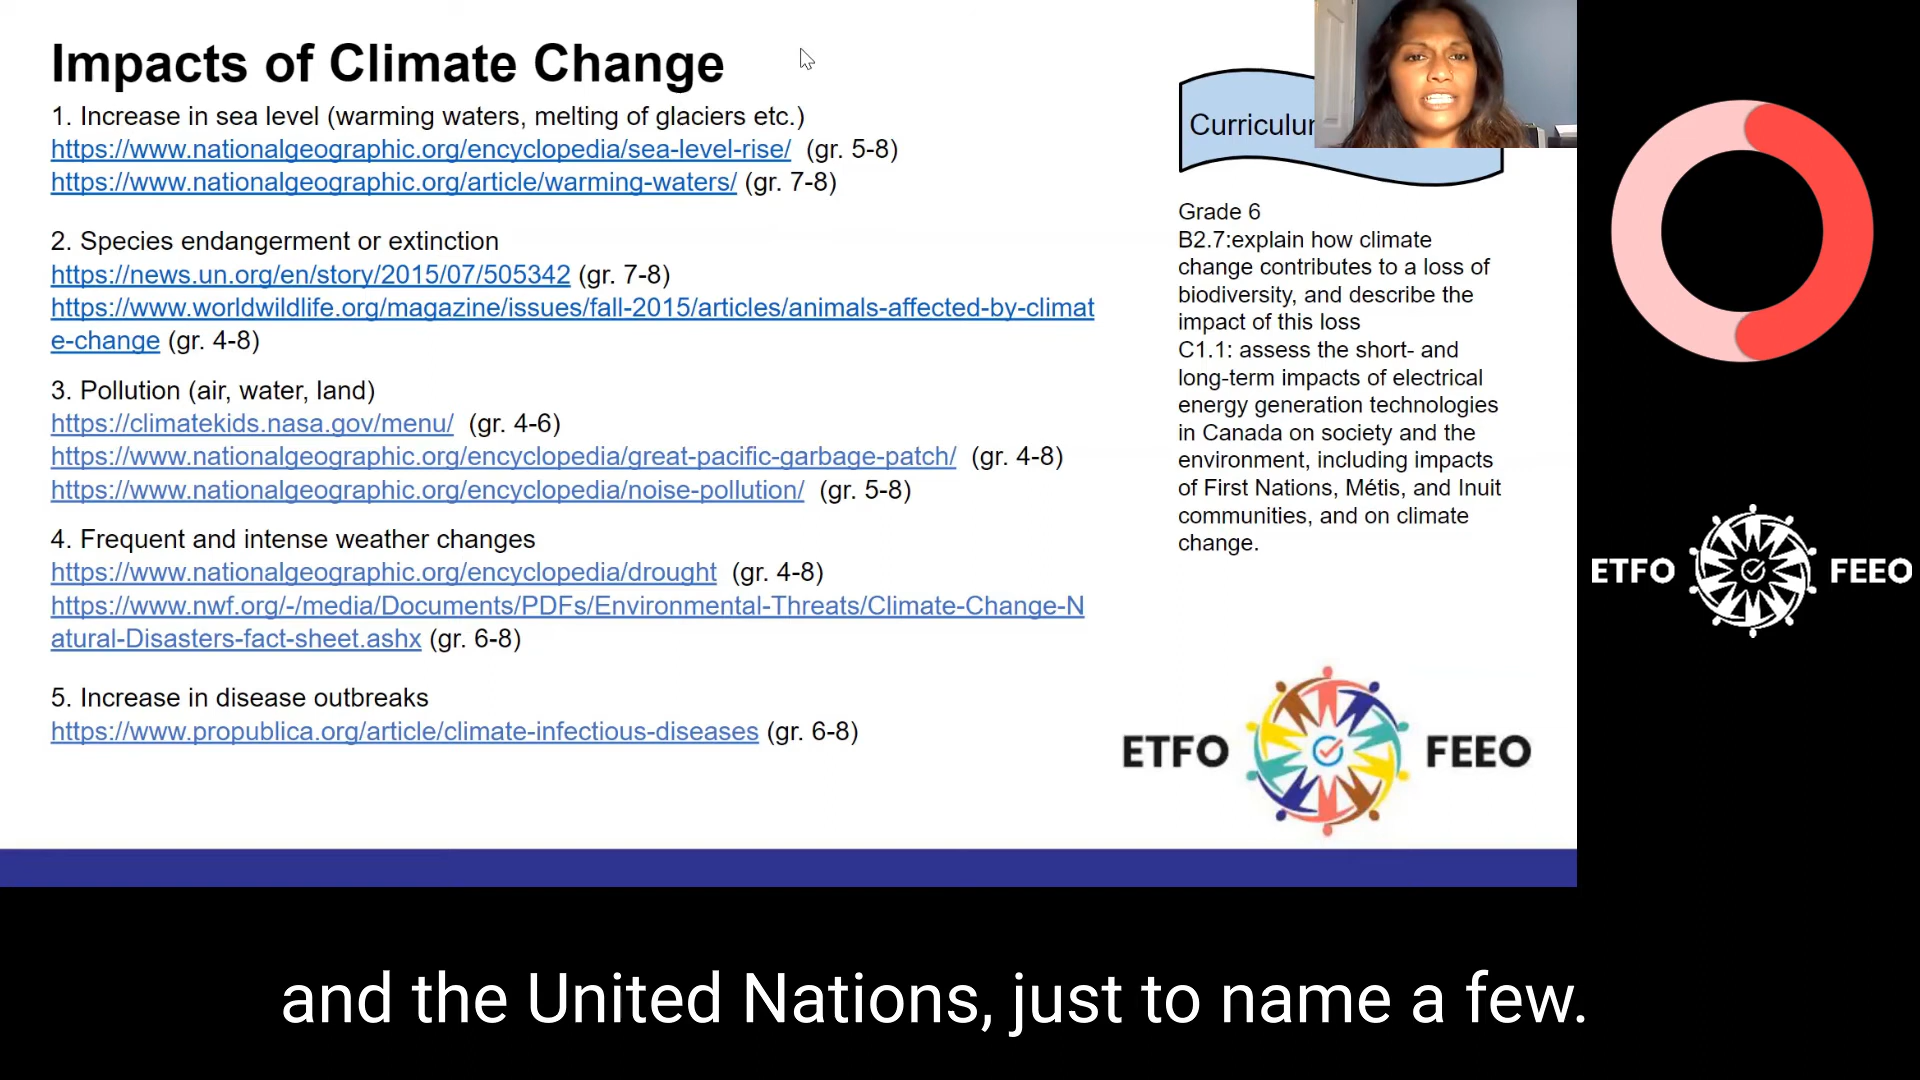 Impacts of Climate Change
1. Increase in sea level (warming waters, melting of glaciers etc.)
https://www.nationalgeographic.org/encyclopedia/sea-level-rise/ (gr. 5-8)
https://www.nationalgeographic.org/article/warming-waters/ (gr. 7-8)
2. Species endangerment or extinction
https://news.un.org/en/story/2015/07/505342 (gr. 7-8)
https://www.worldwildlife.org/magazine/issues/fall-2015/articles/animals-affected-by-climat
e-change (gr. 4-8)
3. Pollution (air, water, land)
https://climatekids.nasa.gov/menu/ (gr. 4-6)
https://www.nationalgeographic.org/encyclopedia/great-pacific-garbage-patch/ (gr. 4-8)
https://www.nationalgeographic.org/encyclopedia/noise-pollution/ (gr. 5-8)
4. Frequent and intense weather changes
https://www.nationalgeographic.org/encyclopedia/drought (gr. 4-8)
https://www.nwf.org/-/media/Documents/PDFs/Environmental-Threats/Climate-Change-N
atural-Disasters-fact-sheet.ashx (gr. 6-8)
5. Increase in disease outbreaks
https://www.propublica.org/article/climate-infectious-diseases (gr. 6-8)
Grade 6
B2.7:explain how climate
change contributes to a loss of
biodiversity, and describe the
impact of this loss
C1.1: assess the short- and
long-term impacts of electrical
energy generation technologies
in Canada on society and the
environment, including impacts
of First Nations, Métis, and Inuit
communities, and on climate
change.
ETFO FEEO
ETFO FEEO
and the United Nations, just to name a few.